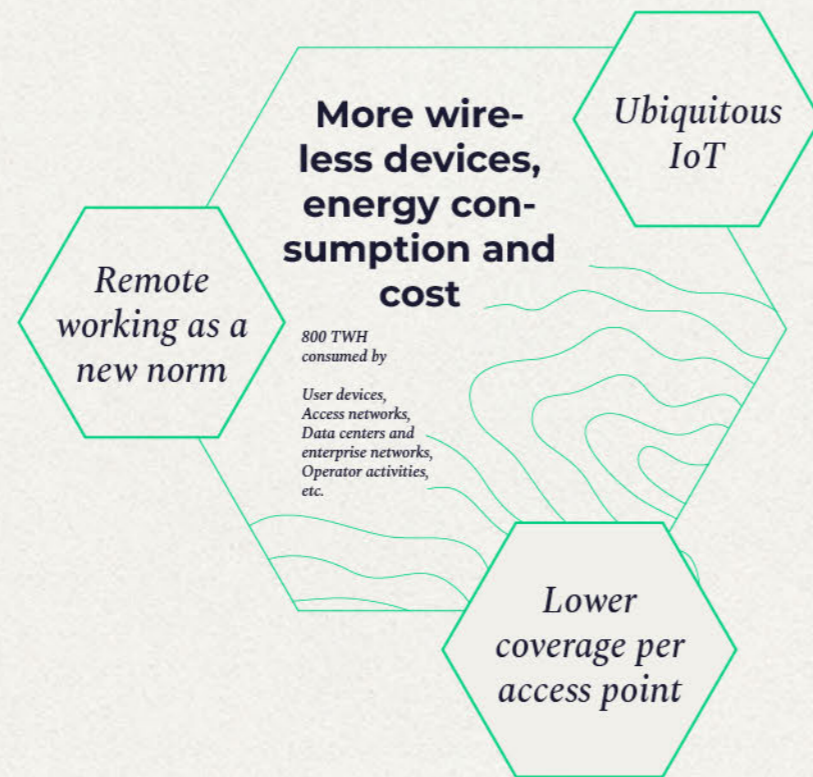 More wire-
less devices,
energy con-
sumption and
cost
Ubiquitous
IoT
Remote
working as a
new norm
800 TWH
consumed by
User devices,
Access networks,
Data centers and
enterprise networks,
Operator activities,
etc.
Lower
coverage per
access point